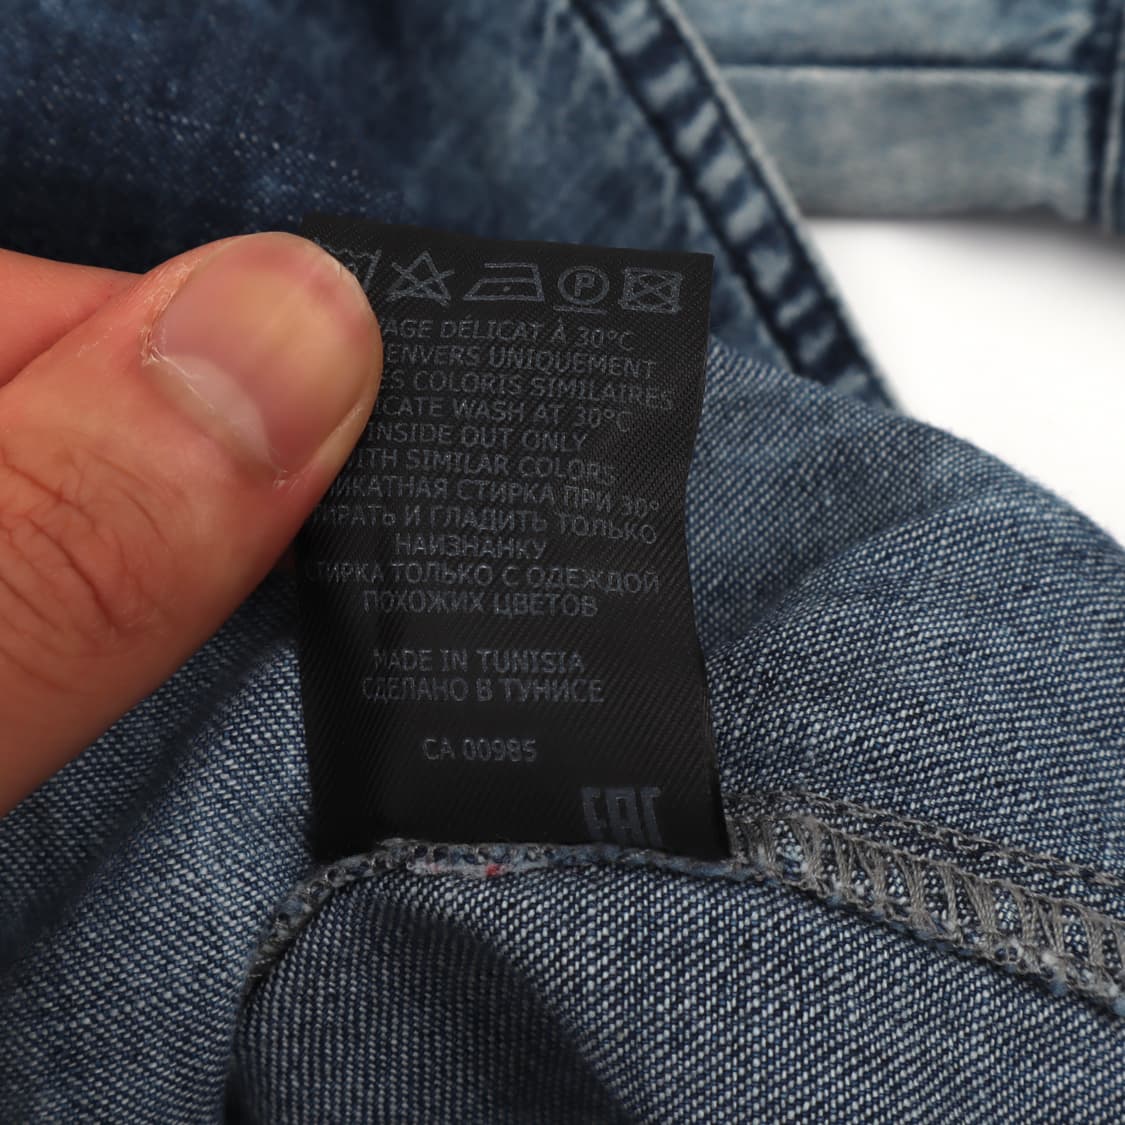 P
DÉLICAT À 30°C
ENVERS UNIQUEMENT
COLORIS SIMILAIRES
WASH AT 30°C
INSIDE OUT ONLY
SIMILAR COLORS
СТИРКА ПРИ 30°
И ГЛАДИТЬ ТОЛЬКО
НАИЗНАНКУ
ТОЛЬКО С ОДЕЖДОЙ
ПОХОЖИХ ЦВЕТОВ
MADE IN TUNISIA
СДЕЛАНО В ТУНИСЕ
CA 00985
EAC